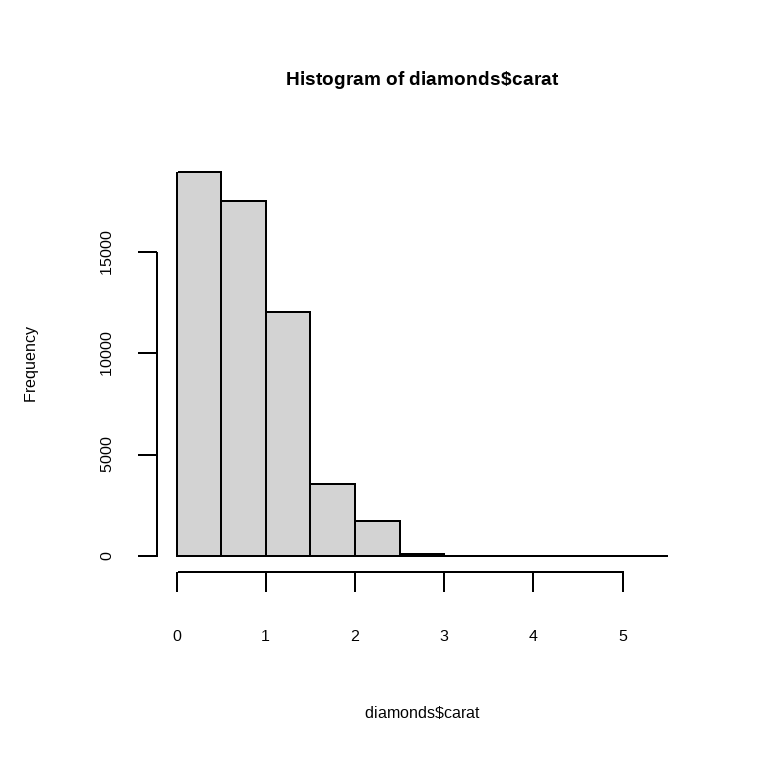 Histogram of diamonds$carat
Frequency
15000
10000
5000
0
0 1 2 3 4 5
diamonds$carat